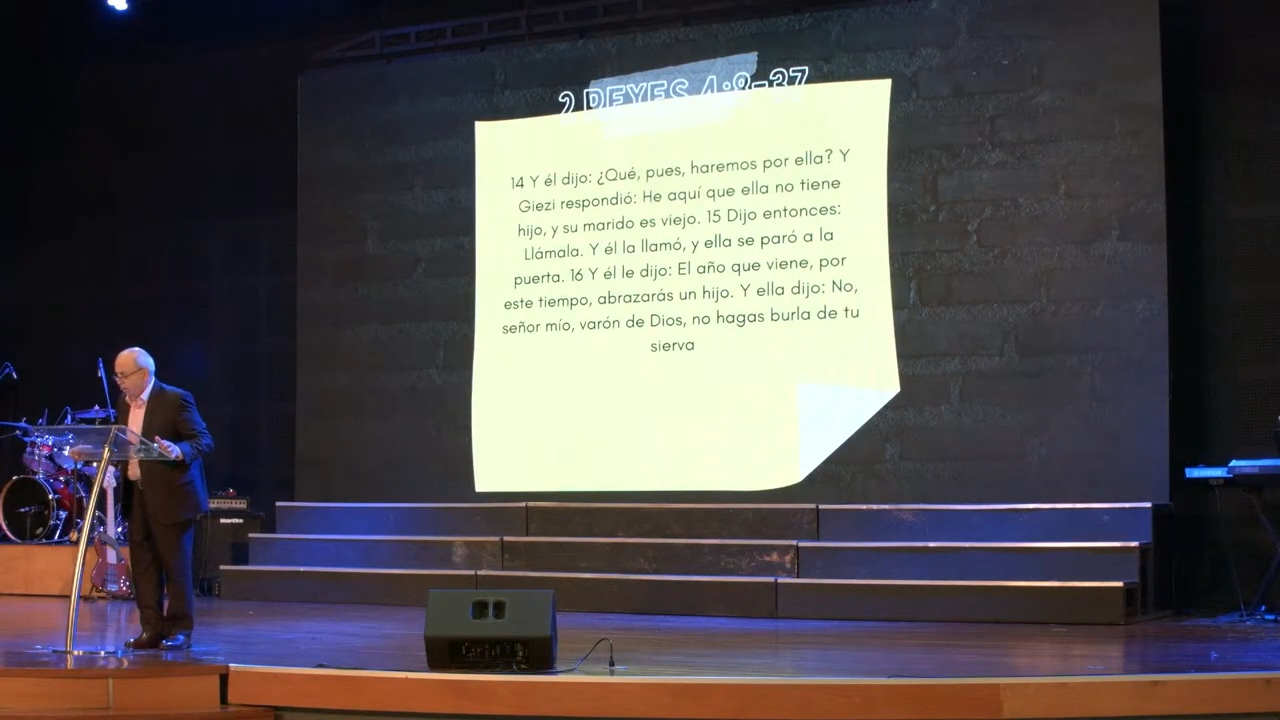 2 REYES 4:8-37
14 Y él dijo: ¿Qué, pues, haremos por ella? Y
Giezi respondió: He aquí que ella no tiene
hijo, y su marido es viejo. 15 Dijo entonces:
Llámala. Y él la llamó, y ella se paró a la
puerta. 16 Y él le dijo: El año que viene, por
este tiempo, abrazarás un hijo. Y ella dijo: No,
señor mío, varón de Dios, no hagas burla de tu
sierva
Hartke